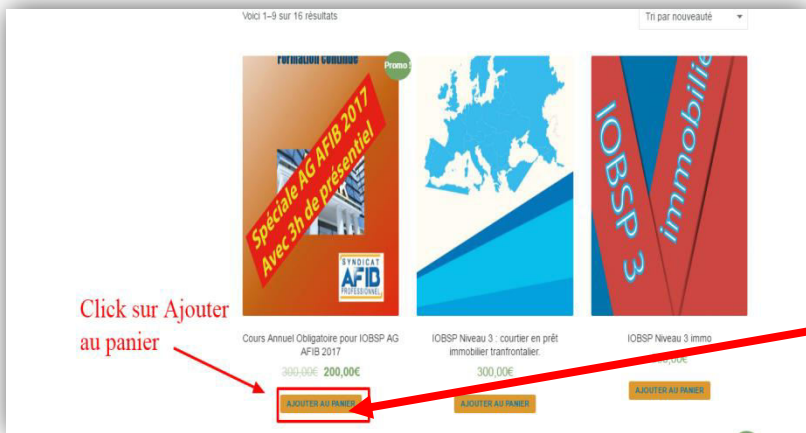 Voici 1–9 sur 16 résultats
Tri par nouveauté
Formation continue
Promo !
Spéciale AG AFIB 2017
Avec 3h de présentiel
SYNDICAT
AFIB
PROFESSIONNEL
IOBSP 3
immobilie
Click sur Ajouter
au panier
Cours Annuel Obligatoire pour IOBSP AG
AFIB 2017
300,00€ 200,00€
AJOUTER AU PANIER
IOBSP Niveau 3 : courtier en prêt
immobilier tranfrontalier.
300,00€
AJOUTER AU PANIER
IOBSP Niveau 3 immo
AJOUTER AU PANIER